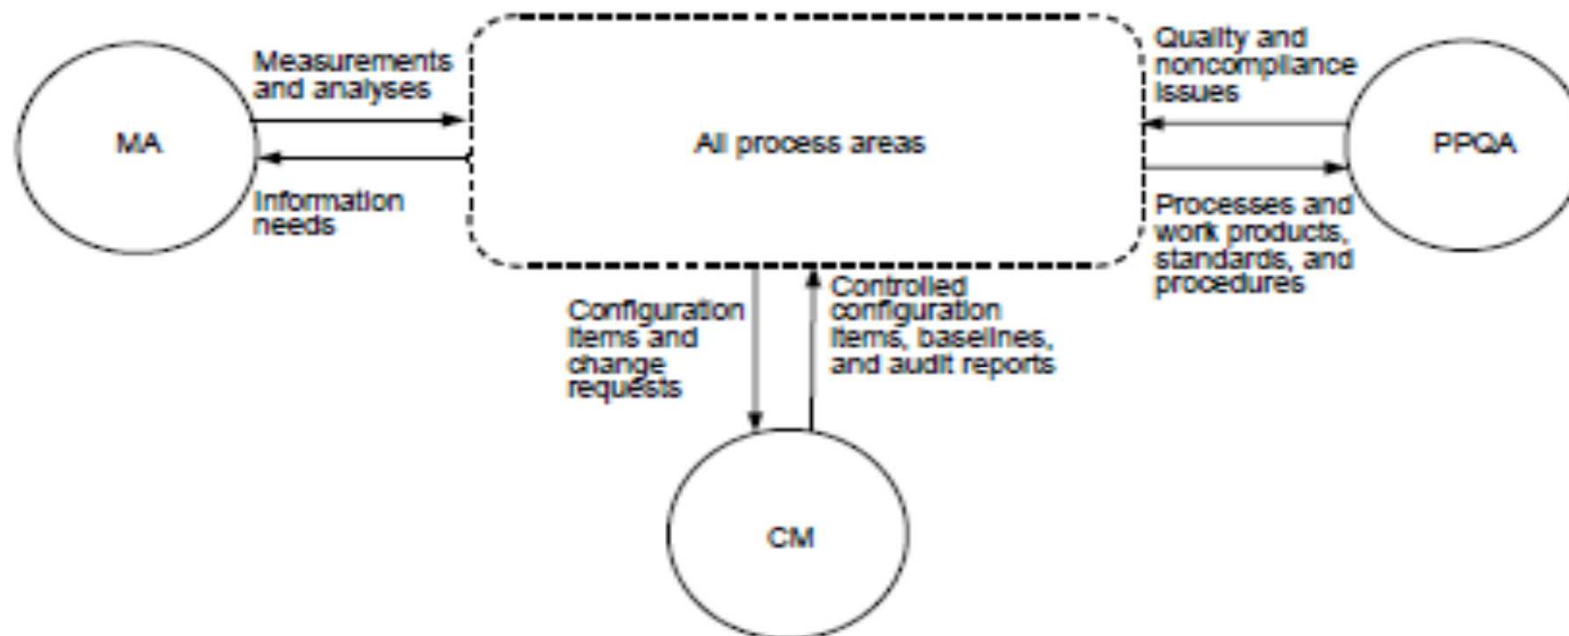 Measurements
and analyses
MA
Information
needs
All process areas
Quality and
noncompliance
issues
PPQA
Processes and
work products,
standards, and
procedures
Configuration
items and
change
requests
Controlled
configuration
items, baselines,
and audit reports
CM